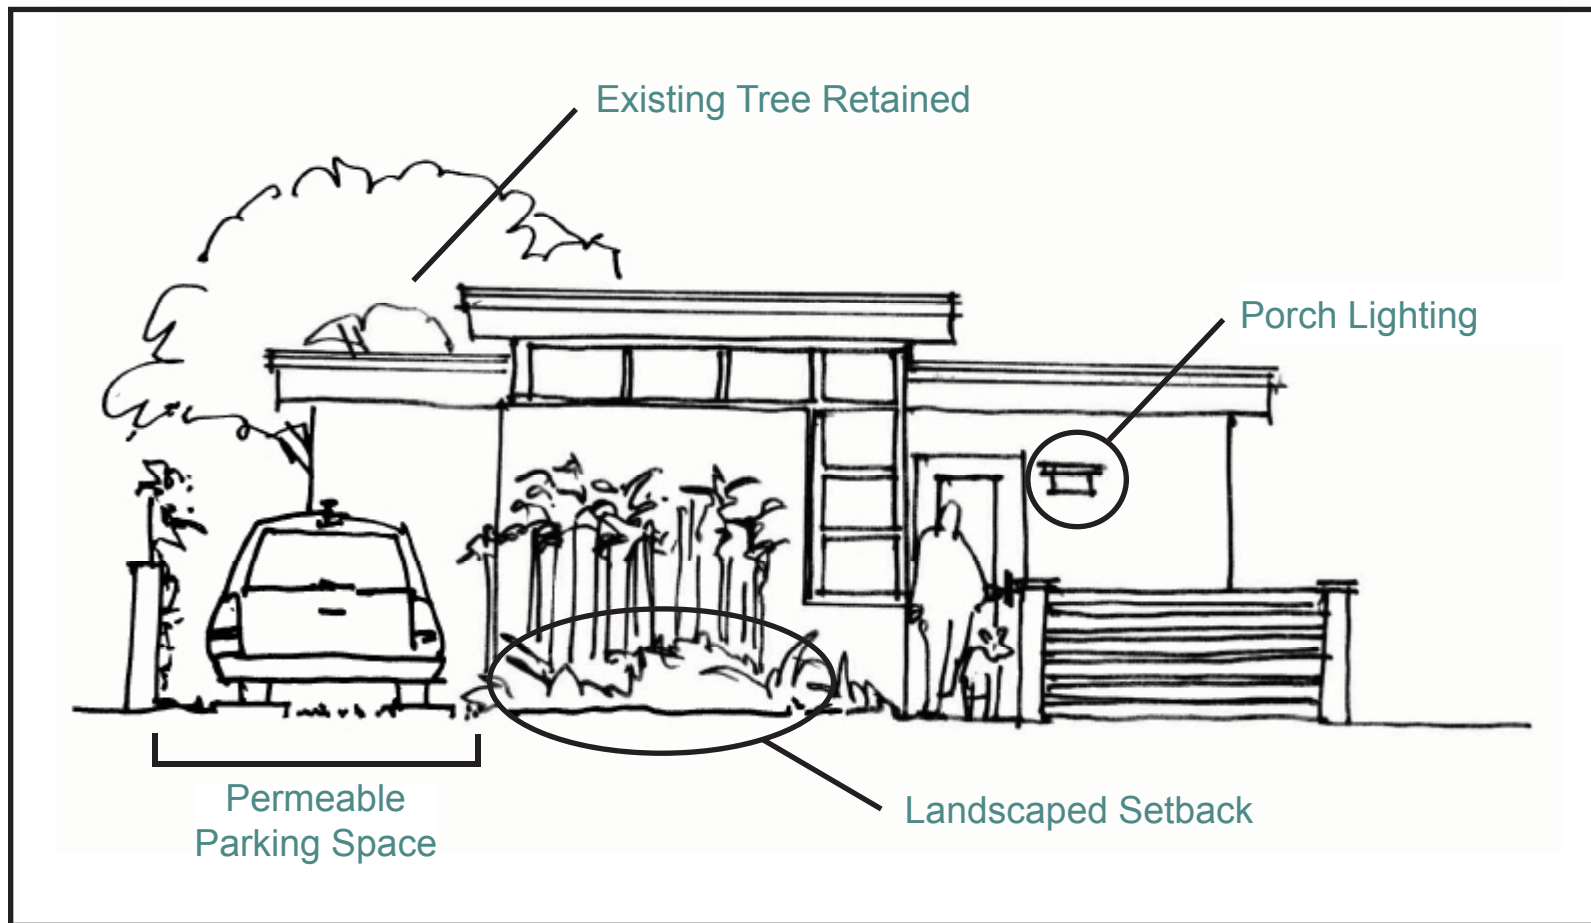 Existing Tree Retained
Porch Lighting
Permeable
Parking Space
Landscaped Setback